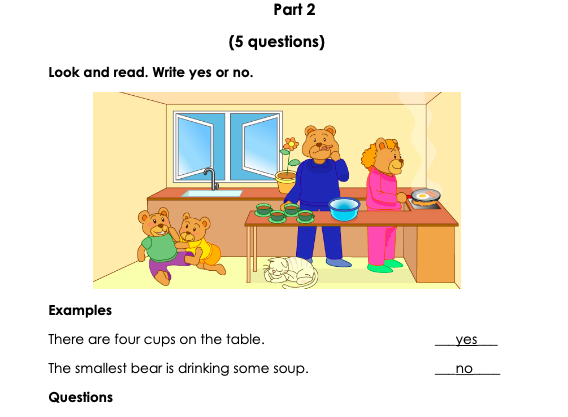 Part 2
(5 questions)
Look and read. Write yes or no.
Examples
There are four cups on the table. ___yes___
The smallest bear is drinking some soup. ___no____
Questions